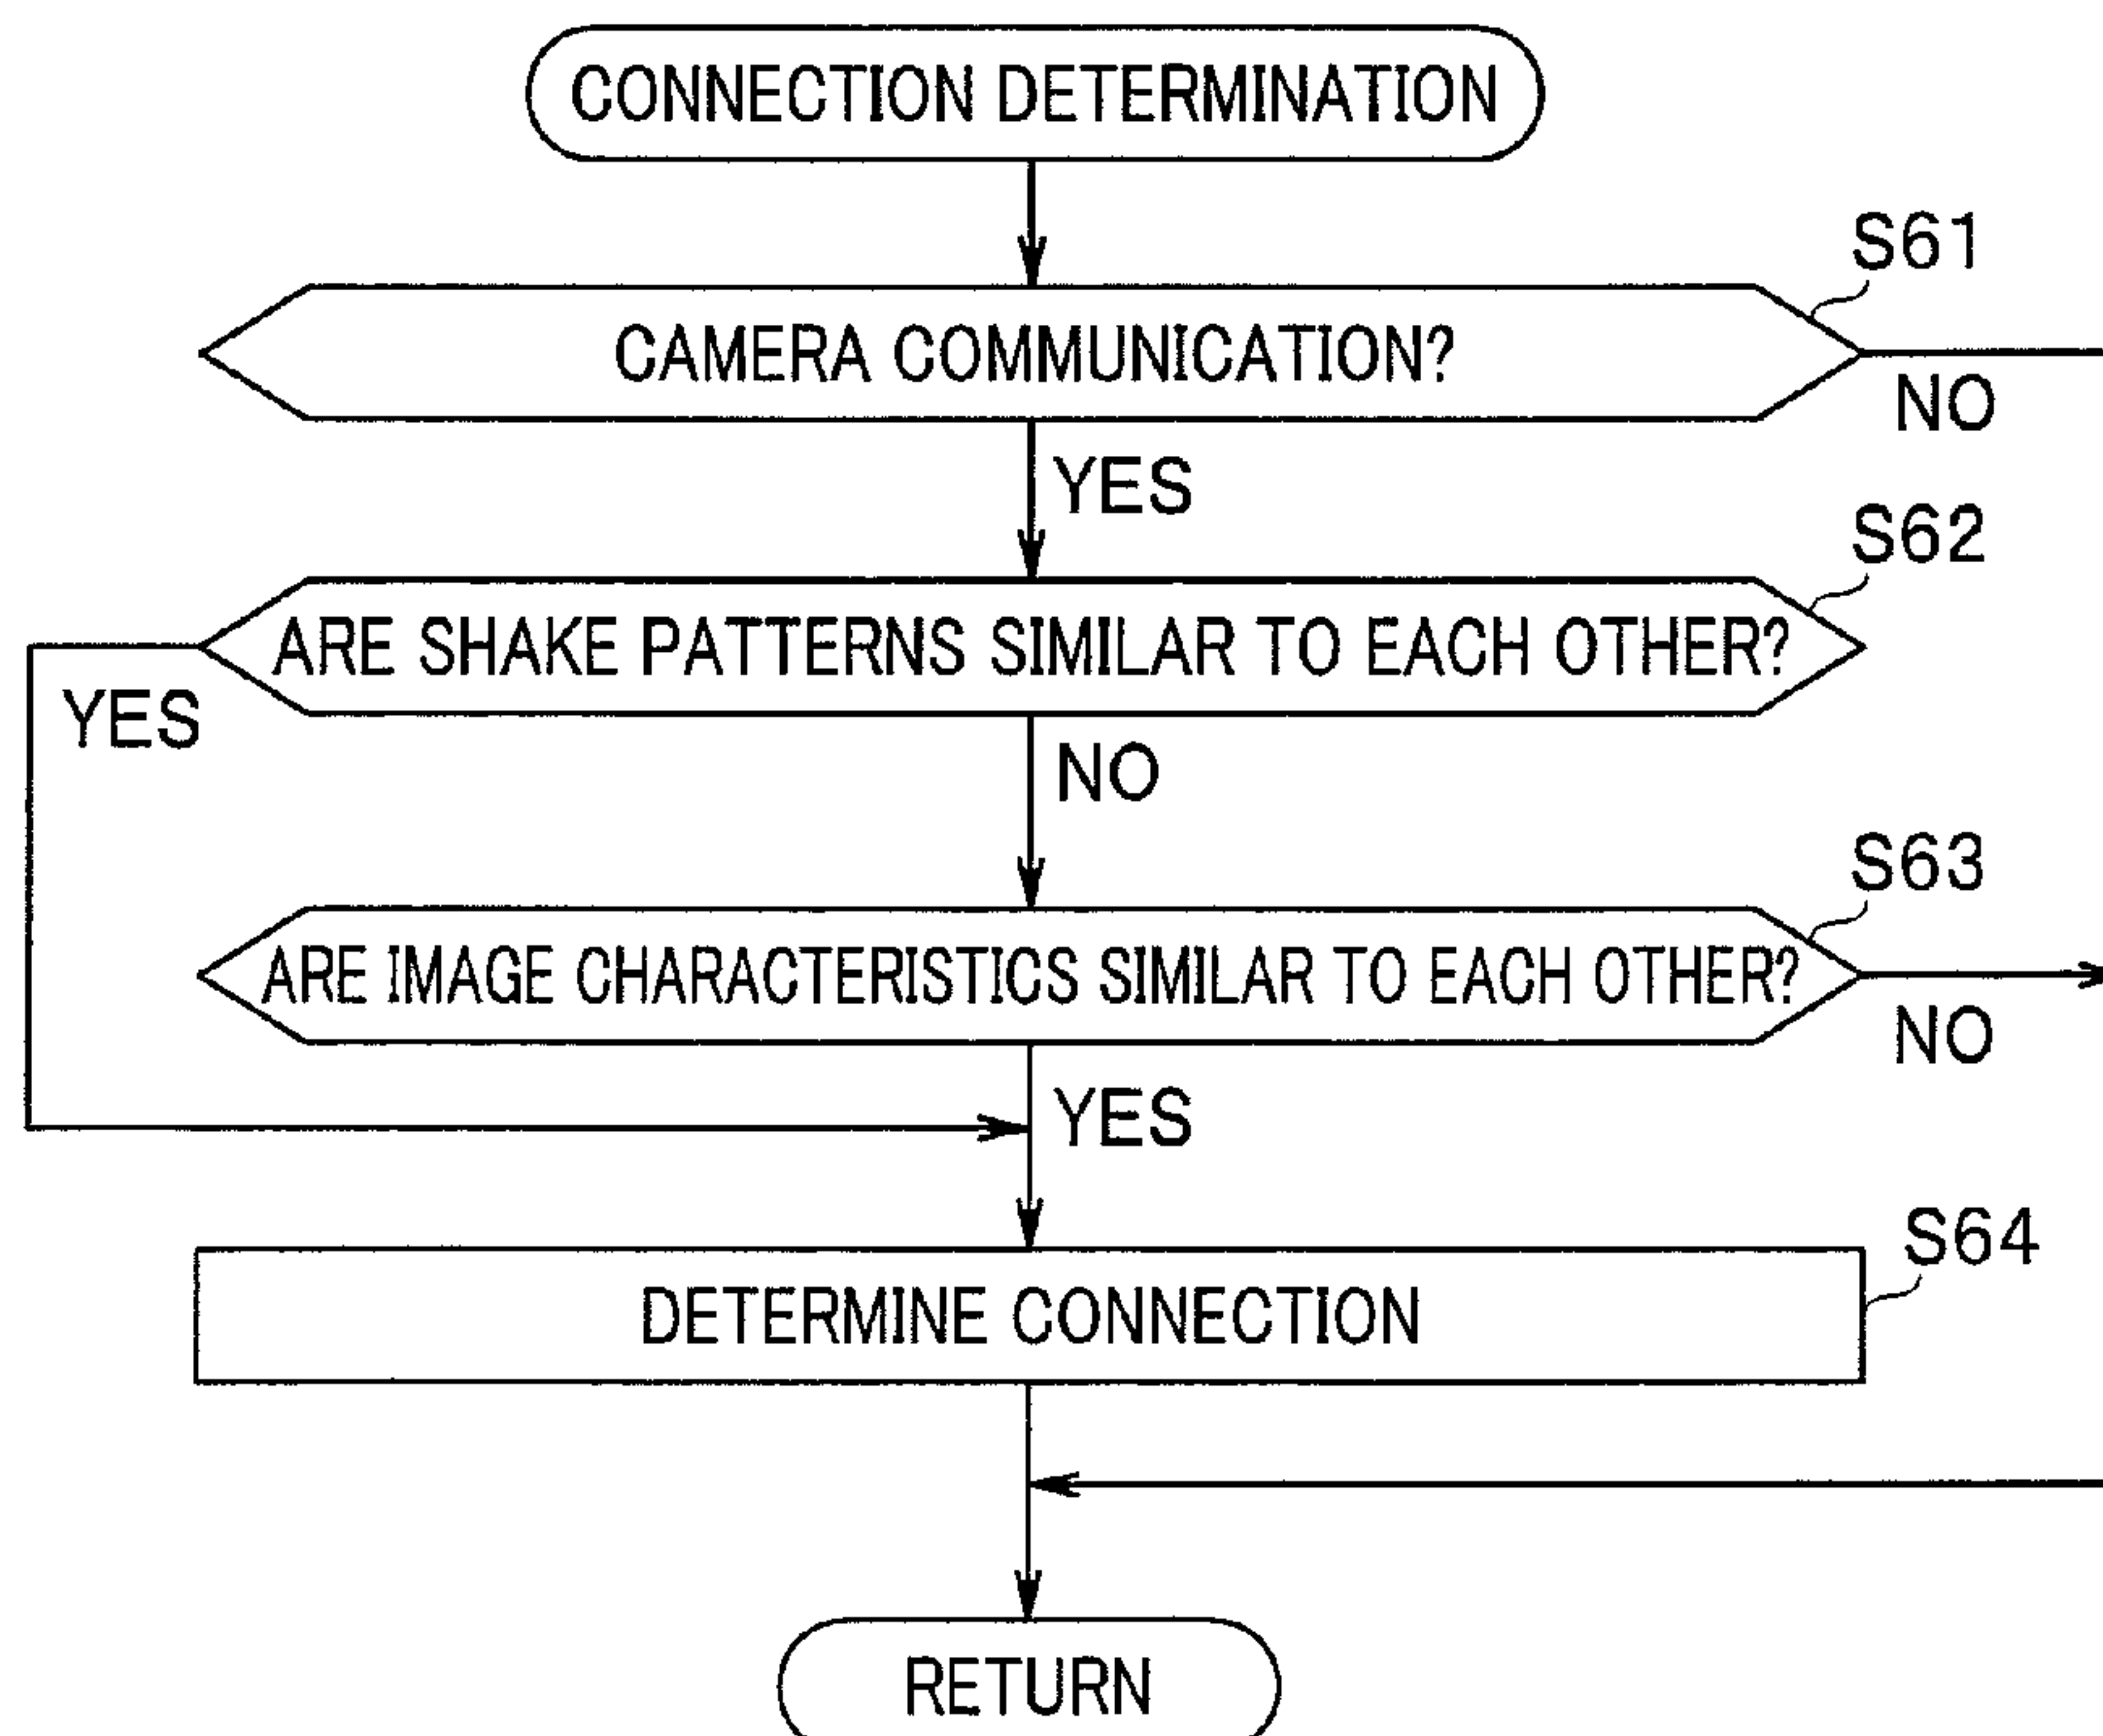 CONNECTION DETERMINATION
S61
CAMERA COMMUNICATION?
NO
YES
S62
ARE SHAKE PATTERNS SIMILAR TO EACH OTHER?
YES
NO
S63
ARE IMAGE CHARACTERISTICS SIMILAR TO EACH OTHER?
NO
YES
S64
DETERMINE CONNECTION
RETURN